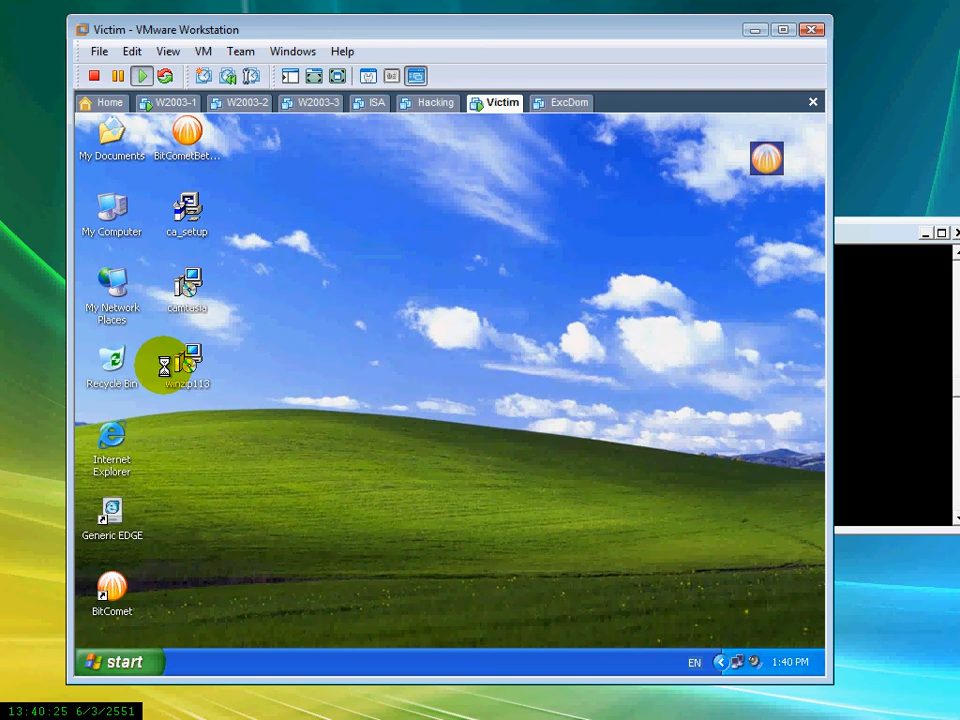 Victim - VMware Workstation
File Edit View VM Team Windows Help
Home W2003-1 W2003-2 W2003-3 ISA Hacking Victim ExcDom
My Documents BitCometBet...
My Computer ca_setup
My Network
Places
camtasia
Recycle Bin winzip113
Internet
Explorer
Generic EDGE
BitComet
start EN 1:40 PM
13:40:25 6/3/2551